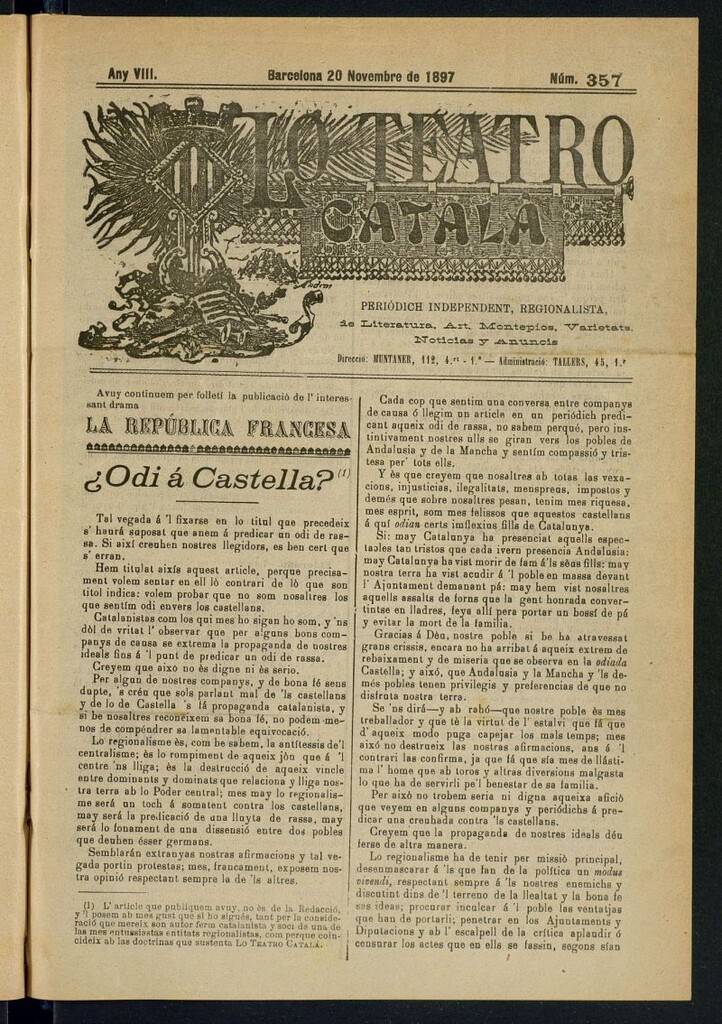 Any VIII.
Barcelona 20 Novembre de 1897
Núm. 357
LO TEATRO
CATALÁ
PERIÓDICH INDEPENDENT, REGIONALISTA,
de Literatura, Art, Montepios, Varietats,
Noticias y Anuncis
Direcció: MUNTANER, 112, 4.rt - 1.ª — Administració: TALLERS, 45, 1.º
Avuy continuem per folletí la publicació de l' interes-
sant drama
LA REPÚBLICA FRANCESA
¿Odi á Castella? (1)
Tal vegada á 'l fixarse en lo títul que precedeix
s' haurá suposat que anem á predicar un odi de ras-
sa. Si així creuhen nostres llegidors, es ben cert que
s' erran.
Hem titulat aixís aquest article, perque precisa-
ment volem sentar en ell lo contrari de lo que son
titol indica: volem probar que no som nosaltres los
que sentim odi envers los castellans.
Catalanistas com los qui mes ho sigan ho som, y 'ns
dol de vritat l' observar que per alguns bons com-
panys de causa se extrema la propaganda de nostres
ideals fins á 'l punt de predicar un odi de rassa.
Creyem que aixó no és digne ni és serio.
Per algun de nostres companys, y de bona fé sens
dupte, 's créu que sols parlant mal de 'ls castellans
y de lo de Castella 's fá propaganda catalanista, y
si be nosaltres reconeixem sa bona fé, no podem me-
nos de compéndrer sa lamentable equivocació.
Lo regionalisme és, com be sabem, la antítessis de'l
centralisme; és lo rompiment de aqueix jòn que á 'l
centre 'ns lliga; és la destrucció de aqueix vincle
entre dominants y dominats que relaciona y lliga nos-
tra terra ab lo Poder central; mes may lo regionalis-
me será un toch á somatent contra los castellans,
may será la predicació de una lluyta de rassa, may
será lo fonament de una dissensió entre dos pobles
que deuhen ésser germans.
Semblarán extranyas nostras afirmacions y tal ve-
gada portin protestas; mes, francament, exposem nos-
tra opinió respectant sempre la de 'ls altres.
(1) L' article que publiquem avuy, no és de la Redacció,
y 'l posem ab mes gust que si ho sigués, tant per la conside-
ració que mereix son autor ferm catalanista y soci de una de
las mes entussiastas entitats regionalistas, com perque coin-
cideix ab las doctrinas que sustenta LO TEATRO CATALÁ.
Cada cop que sentim una conversa entre companys
de causa ó llegim un article en un periódich predi-
cant aqueix odi de rassa, no sabem perqué, pero ins-
tintivament nostres ulls se giran vers los pobles de
Andalusia y de la Mancha y sentím compassió y tris-
tesa per' tots ells.
Y és que creyem que nosaltres ab totas las vexa-
cions, injusticias, ilegalitats, menspreus, impostos y
demés que sobre nosaltres pesan, tenim mes riquesa,
mes esprit, som mes felissos que aquestos castellans
á quí odian certs imflexius fills de Catalunya.
Si: may Catalunya ha presenciat aquells espec-
tacles tan tristos que cada ivern presencia Andalusia:
may Catalunya ha vist morir de fam á ls séus fills: may
nostra terra ha vist acudir á 'l poble en massa devant
l' Ajontament demanant pá: may hem vist nosaltres
aquells assalts de forns que la gent honrada conver-
tintse en lladres, feya allí pera portar un bossí de pá
y evitar la mort de la familia.
Gracias á Déu, nostre poble si be ha atravessat
grans crissis, encara no ha arribat á aqueix extrem de
rebaixament y de miseria que se observa en la odiada
Castella; y aixó, que Andalusia y la Mancha y 'ls de-
més pobles tenen privilegis y preferencias de que no
disfruta nostra terra.
Se 'ns dirá—y ab rahó—que nostre poble és mes
treballador y que té la virtut de l' estalvi que fá que
d' aqueix modo puga capejar los mals temps; mes
aixó no destrueix las nostras afirmacions, ans á 'l
contrari las confirma, ja que fá que sia mes de llásti-
ma l' home que ab toros y altras diversions malgasta
lo que ha de servirli pe'l benestar de sa familia.
Per aixó no trobem seria ni digna aqueixa afició
que veyem en alguns companys y periódichs á pre-
dicar una creuhada contra 'ls castellans.
Creyem que la propaganda de nostres ideals déu
ferse de altra manera.
Lo regionalisme ha de tenir per missió principal,
desenmascarar á 'ls que fan de la política un modus
vivendi, respectant sempre á 'ls nostres enemichs y
discutint dins de 'l terreno de la llealtat y la bona fe
sas ideas; procurar inculcar á 'l poble las ventatjas
que han de portarli; penetrar en los Ajuntaments y
Diputacions y ab l' escalpell de la crítica aplaudir ó
censurar los actes que en ells se fassin, segons sían